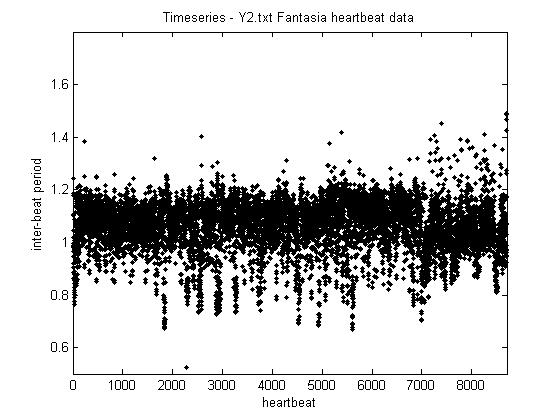 Timeseries - Y2.txt Fantasia heartbeat data
1.6
1.4
1.2
1
0.8
0.6
inter-beat period
0 1000 2000 3000 4000 5000 6000 7000 8000
heartbeat